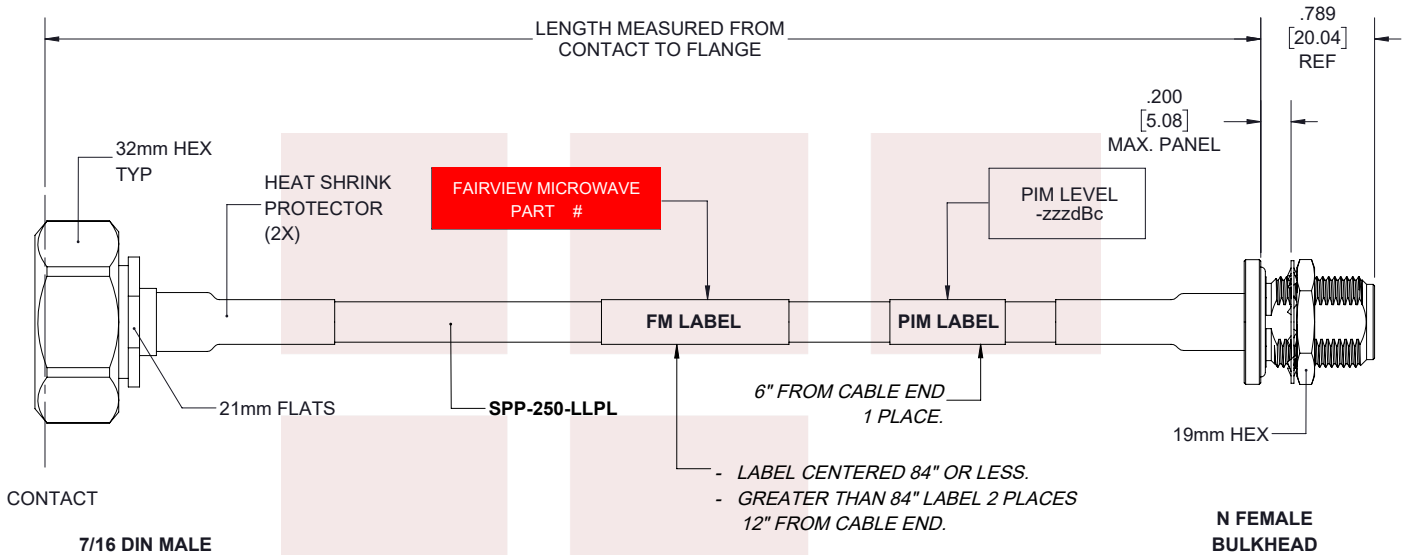 LENGTH MEASURED FROM
CONTACT TO FLANGE
.789
[20.04]
REF
.200
[5.08]
MAX. PANEL
32mm HEX
TYP
HEAT SHRINK
PROTECTOR
(2X)
FAIRVIEW MICROWAVE
PART #
PIM LEVEL
-zzzdBc
FM LABEL
PIM LABEL
21mm FLATS
SPP-250-LLPL
6" FROM CABLE END
1 PLACE.
19mm HEX
- LABEL CENTERED 84" OR LESS.
- GREATER THAN 84" LABEL 2 PLACES
12" FROM CABLE END.
CONTACT
7/16 DIN MALE
N FEMALE
BULKHEAD